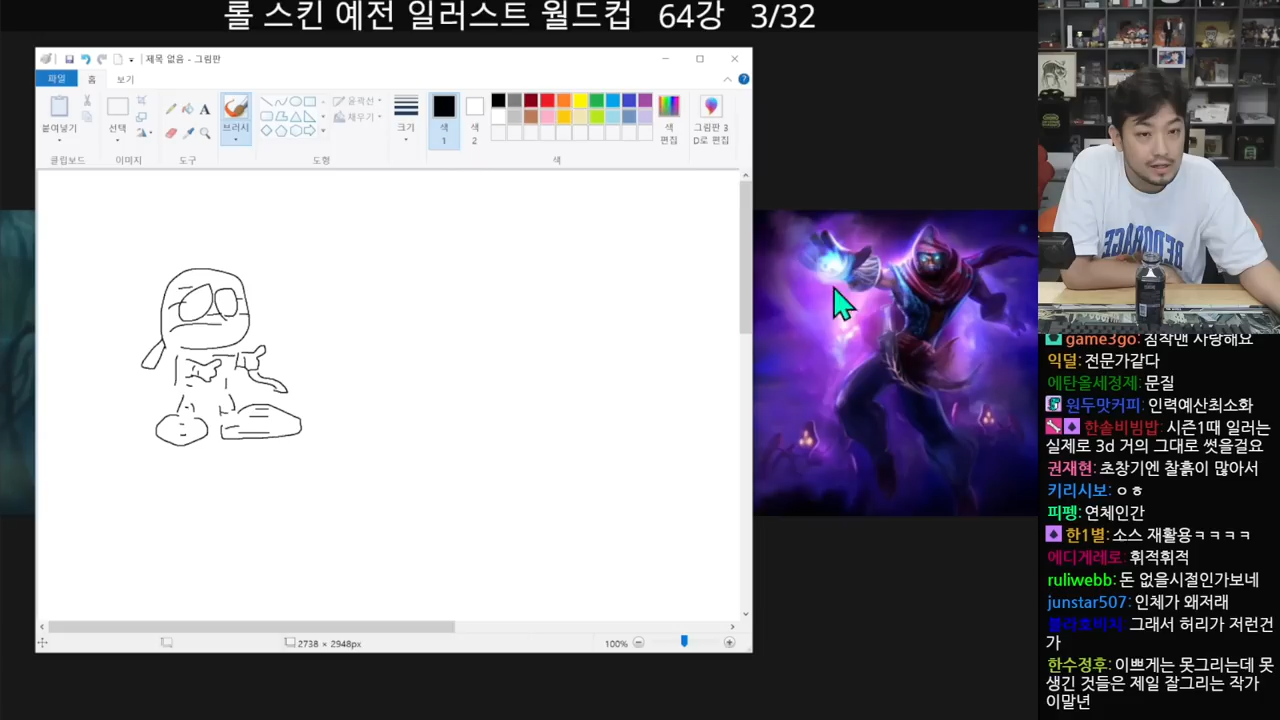 롤 스킨 예전 일러스트 월드컵 64강 3/32
제목 없음 - 그림판
파일 홈 보기
붙여넣기
선택
A
브러시
윤곽선
채우기
크기
색 1
색 2
색 편집
그림판 3D로 편집
클립보드 이미지 도구 도형 색
2738 × 2948px
100%
game3go: 침착맨 사랑해요
익덜: 전문가같다
에탄올세정제: 문질
원두맛커피: 인력예산최소화
한솥비빔밥: 시즌1때 일러는
실제로 3d 거의 그대로 썻을걸요
권재현: 초창기엔 찰흙이 많아서
키리시보: ㅇㅎ
피펭: 연체인간
한1별: 소스 재활용ㅋㅋㅋㅋ
에디게레로: 휘적휘적
ruliwebb: 돈 없을시절인가보네
junstar507: 인체가 왜저래
그래서 허리가 저런건
가
한수정후: 이쁘게는 못그리는데 못
생긴 것들은 제일 잘그리는 작가
이말년